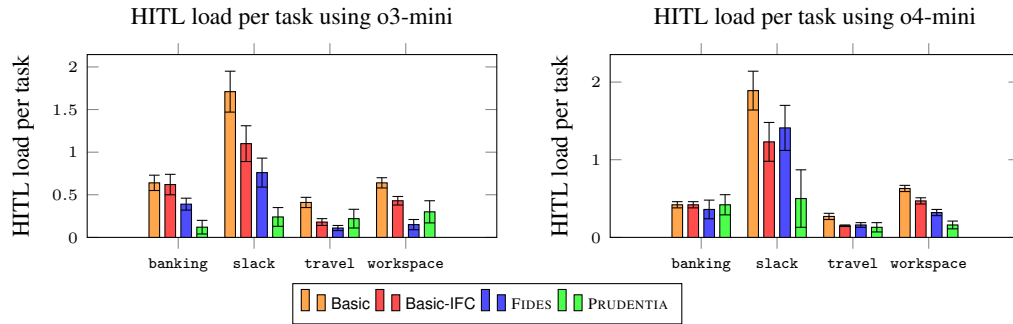 HITL load per task using o3-mini
HITL load per task
2
1.5
1
0.5
0
banking slack travel workspace
HITL load per task using o4-mini
HITL load per task
2
1
0
banking slack travel workspace
Basic Basic-IFC FIDES PRUDENTIA